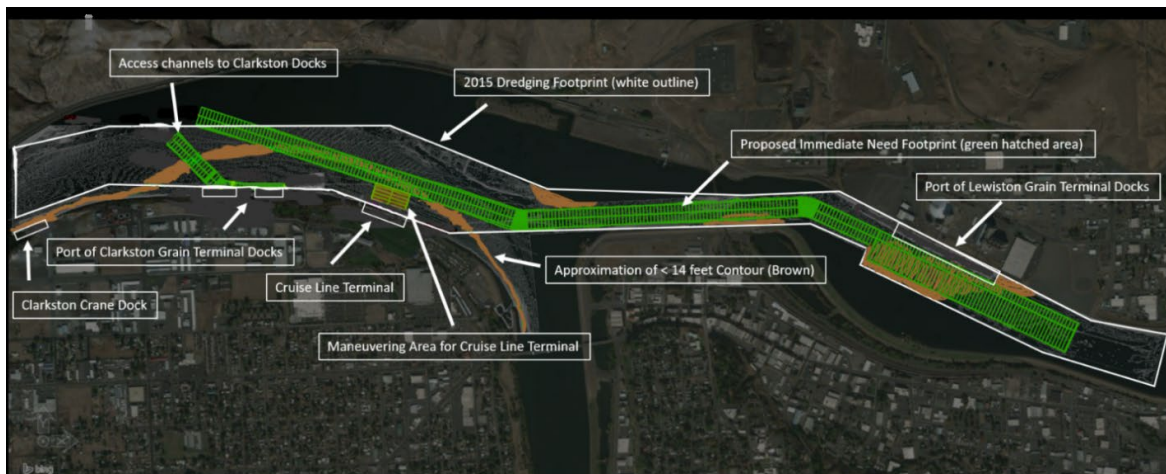 Access channels to Clarkston Docks
2015 Dredging Footprint (white outline)
Proposed Immediate Need Footprint (green hatched area)
Port of Lewiston Grain Terminal Docks
Port of Clarkston Grain Terminal Docks
Approximation of < 14 feet Contour (Brown)
Cruise Line Terminal
Clarkston Crane Dock
Maneuvering Area for Cruise Line Terminal
bing